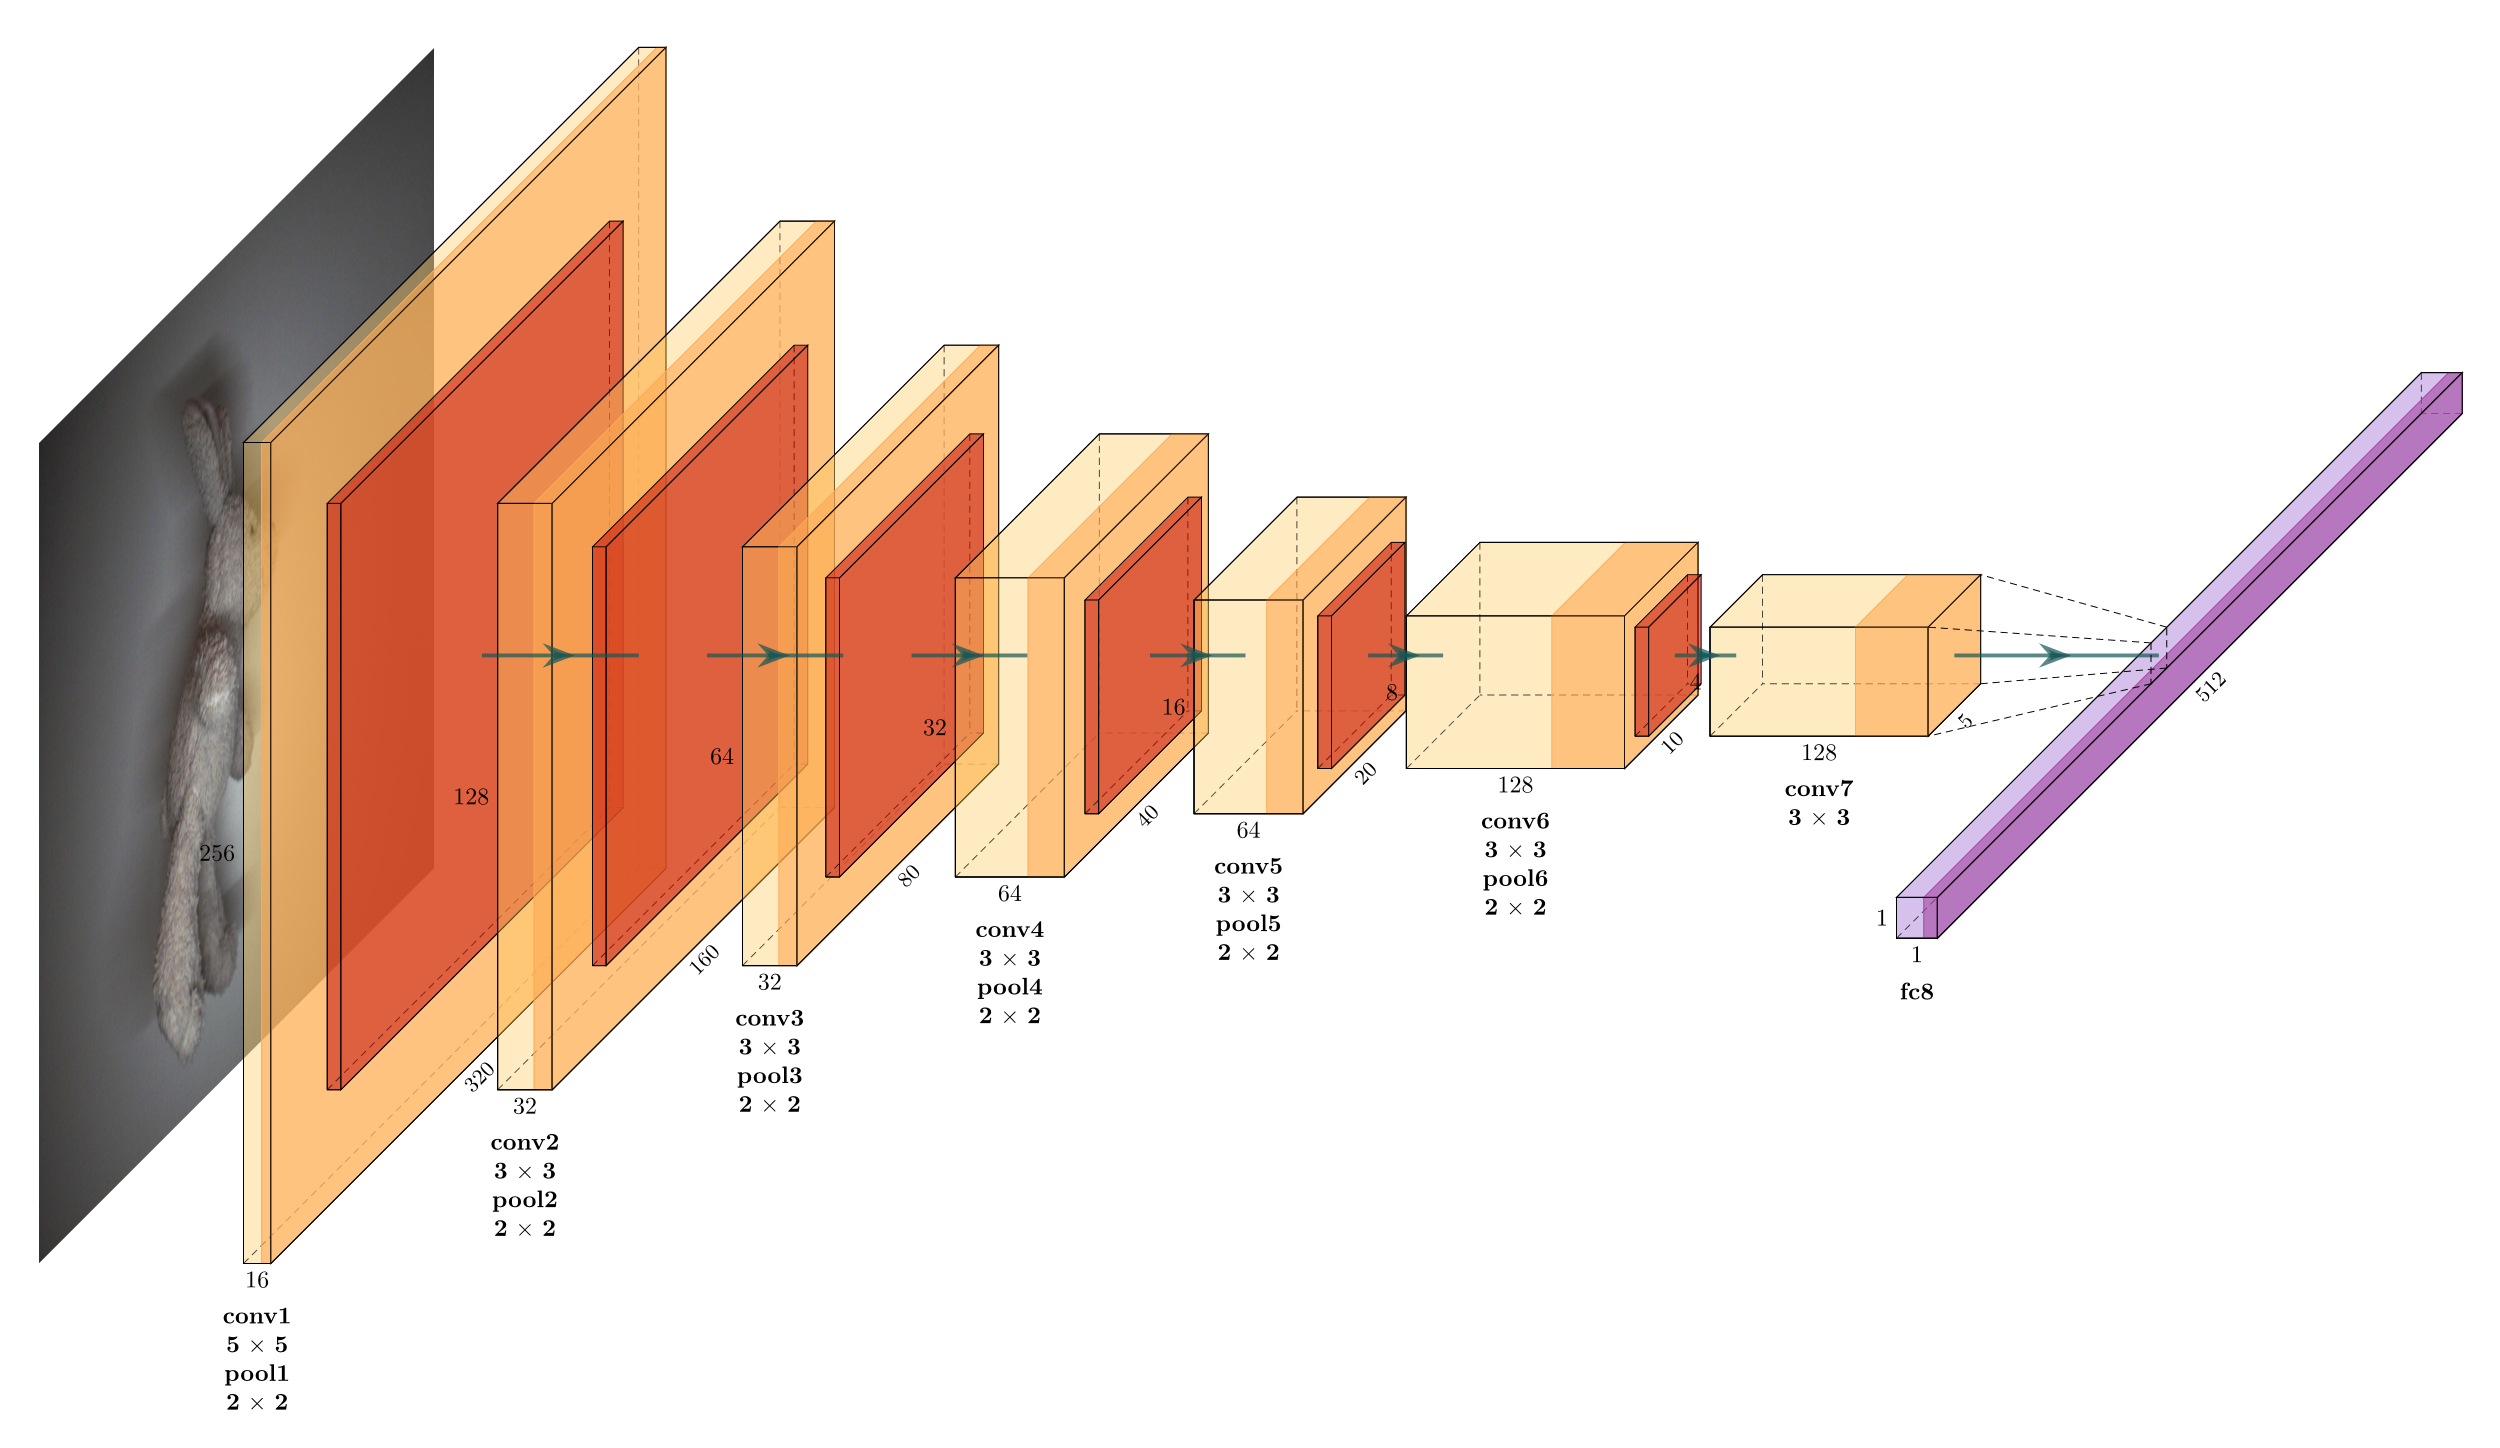 256
320
16
conv1
5 × 5
pool1
2 × 2
128
160
32
conv2
3 × 3
pool2
2 × 2
64
80
32
conv3
3 × 3
pool3
2 × 2
32
40
64
conv4
3 × 3
pool4
2 × 2
16
20
64
conv5
3 × 3
pool5
2 × 2
8
10
128
conv6
3 × 3
pool6
2 × 2
4
5
128
conv7
3 × 3
1
512
1
fc8